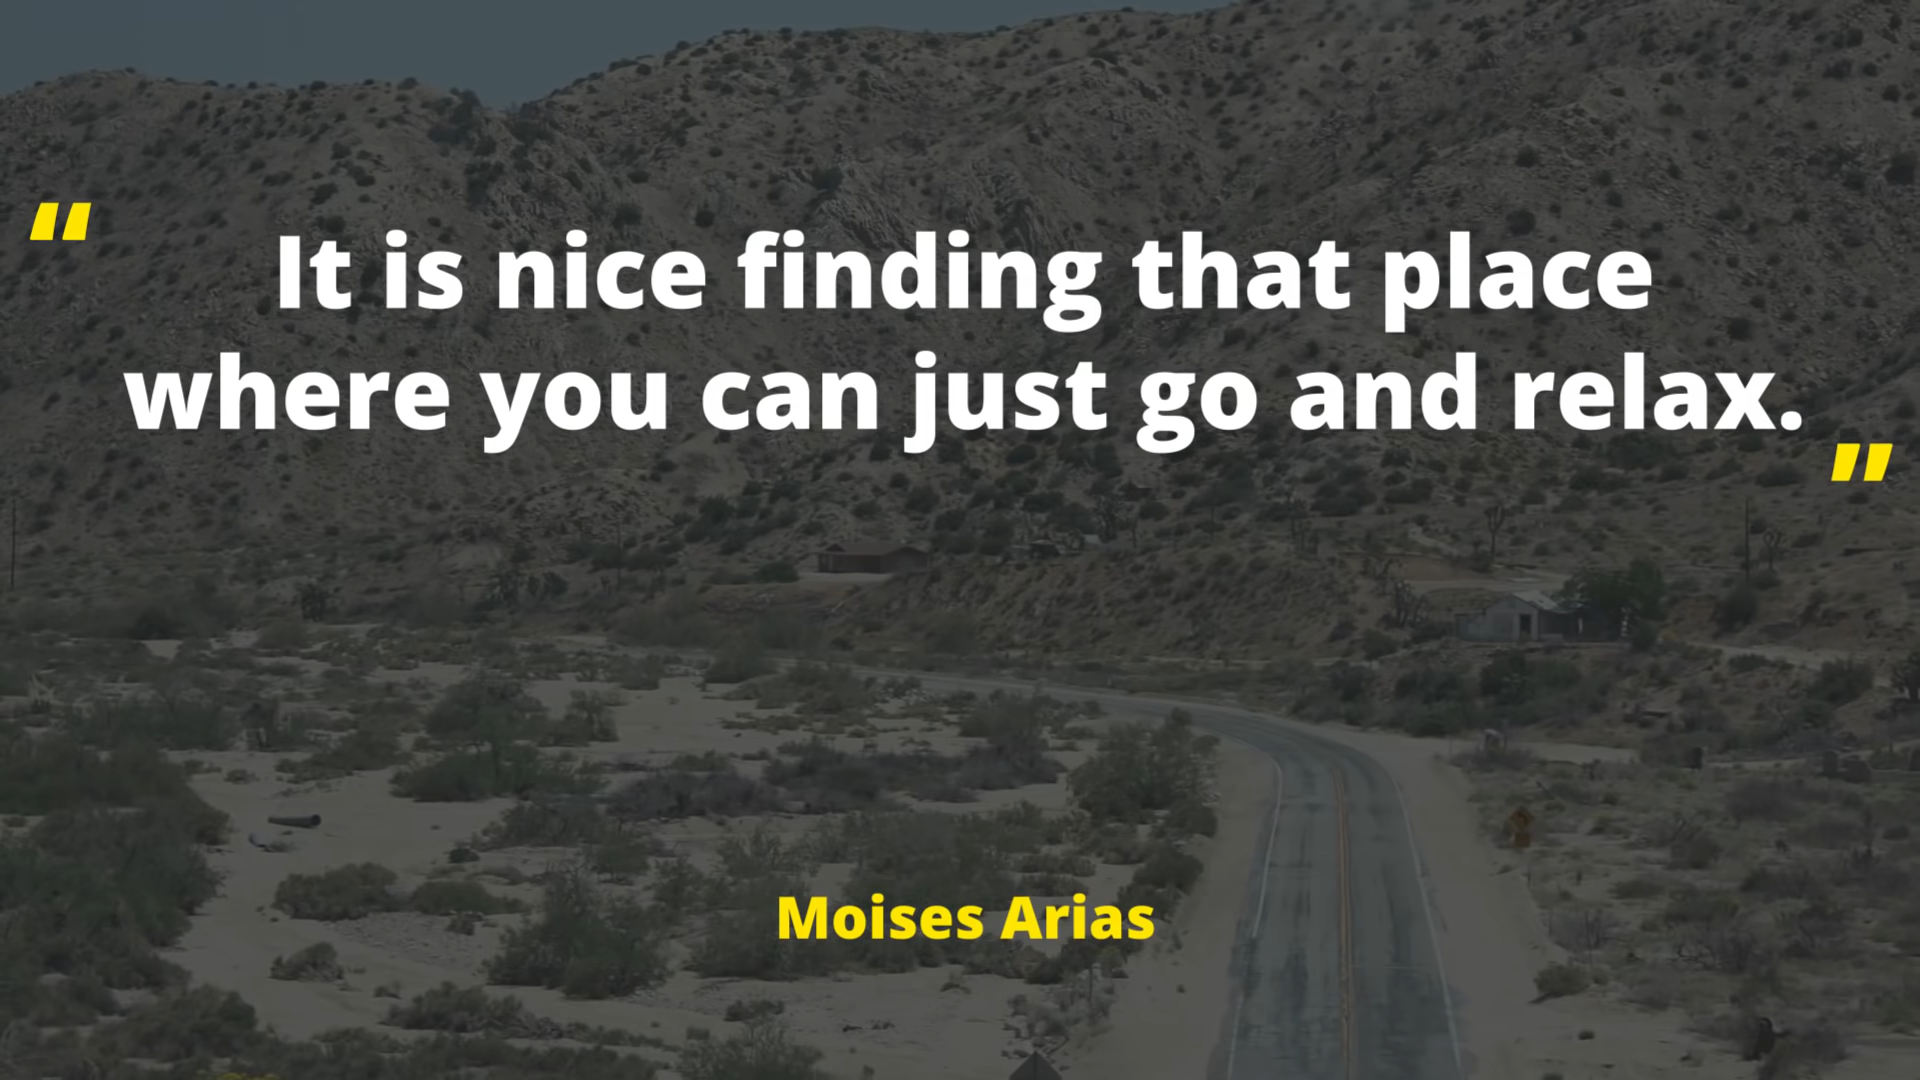 “
It is nice finding that place
where you can just go and relax.
”
Moises Arias